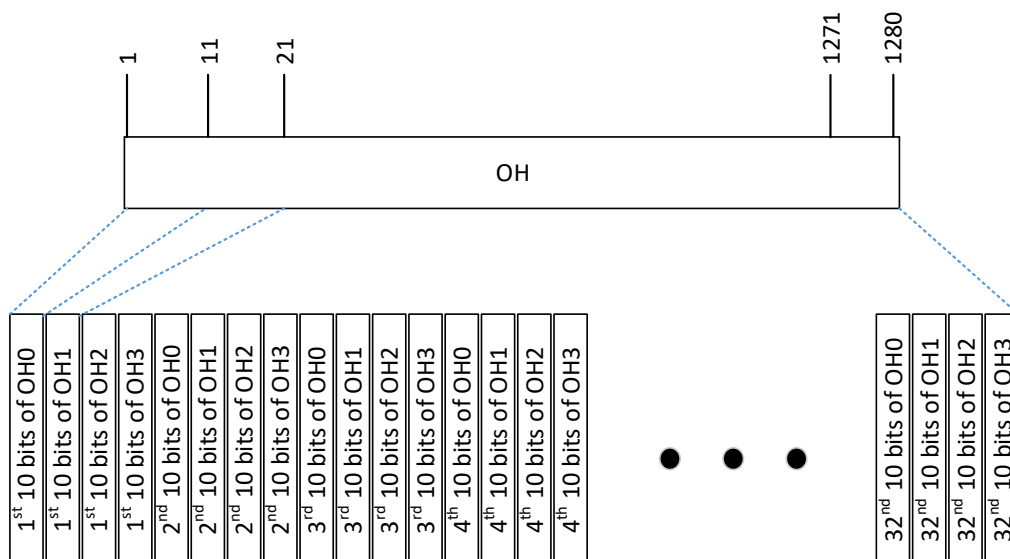 1
11
21
1271
1280
OH
1st 10 bits of OH0
1st 10 bits of OH1
1st 10 bits of OH2
1st 10 bits of OH3
2nd 10 bits of OH0
2nd 10 bits of OH1
2nd 10 bits of OH2
2nd 10 bits of OH3
3rd 10 bits of OH0
3rd 10 bits of OH1
3rd 10 bits of OH2
3rd 10 bits of OH3
4th 10 bits of OH0
4th 10 bits of OH1
4th 10 bits of OH2
4th 10 bits of OH3
32nd 10 bits of OH0
32nd 10 bits of OH1
32nd 10 bits of OH2
32nd 10 bits of OH3